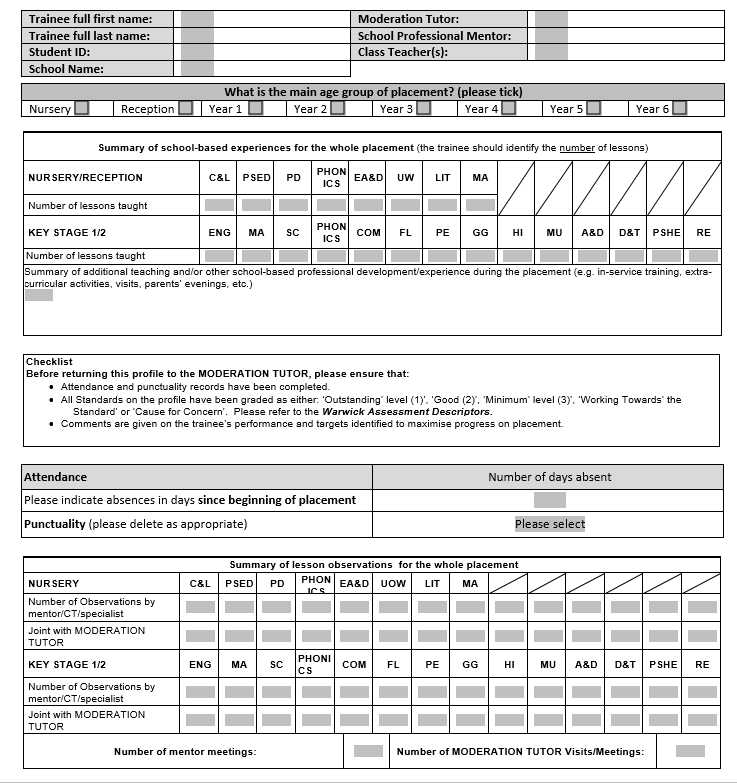 Trainee full first name: Moderation Tutor:
Trainee full last name: School Professional Mentor:
Student ID: Class Teacher(s):
School Name:
What is the main age group of placement? (please tick)
Nursery Reception Year 1 Year 2 Year 3 Year 4 Year 5 Year 6
Summary of school-based experiences for the whole placement (the trainee should identify the number of lessons)
NURSERY/RECEPTION C&L PSED PD PHON ICS EA&D UW LIT MA
Number of lessons taught
KEY STAGE 1/2 ENG MA SC PHON ICS COM FL PE GG HI MU A&D D&T PSHE RE
Number of lessons taught
Summary of additional teaching and/or other school-based professional development/experience during the placement (e.g. in-service training, extra-
curricular activities, visits, parents' evenings, etc.)
Checklist
Before returning this profile to the MODERATION TUTOR, please ensure that:
• Attendance and punctuality records have been completed.
• All Standards on the profile have been graded as either: 'Outstanding' level (1)', 'Good (2)', 'Minimum' level (3)', 'Working Towards' the
Standard' or 'Cause for Concern'. Please refer to the Warwick Assessment Descriptors.
• Comments are given on the trainee's performance and targets identified to maximise progress on placement.
Attendance Number of days absent
Please indicate absences in days since beginning of placement
Punctuality (please delete as appropriate) Please select
Summary of lesson observations for the whole placement
NURSERY C&L PSED PD PHON ICS EA&D UOW LIT MA
Number of Observations by
mentor/CT/specialist
Joint with MODERATION
TUTOR
KEY STAGE 1/2 ENG MA SC PHONI CS COM FL PE GG HI MU A&D D&T PSHE RE
Number of Observations by
mentor/CT/specialist
Joint with MODERATION
TUTOR
Number of mentor meetings: Number of MODERATION TUTOR Visits/Meetings: